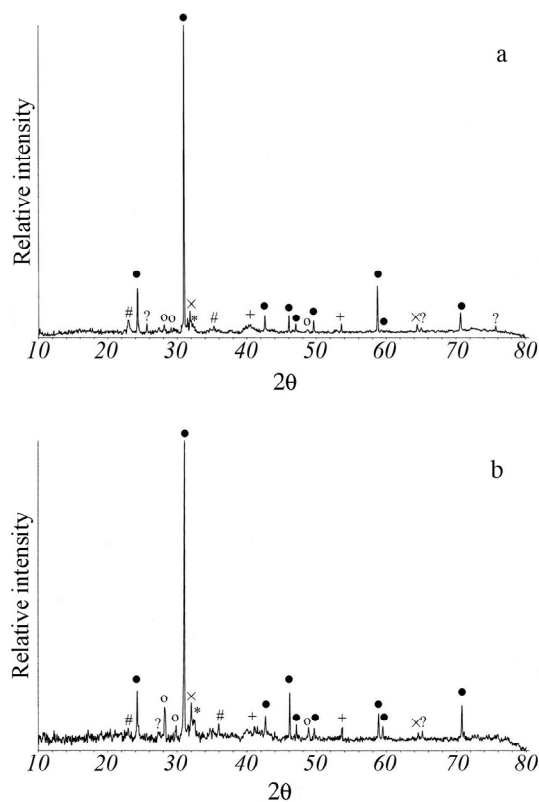 a
Relative intensity
# ? o o × * # + o + ×? ?
10 20 30 40 50 60 70 80
2θ
b
Relative intensity
# ? o o × * # + o + ×?
10 20 30 40 50 60 70 80
2θ